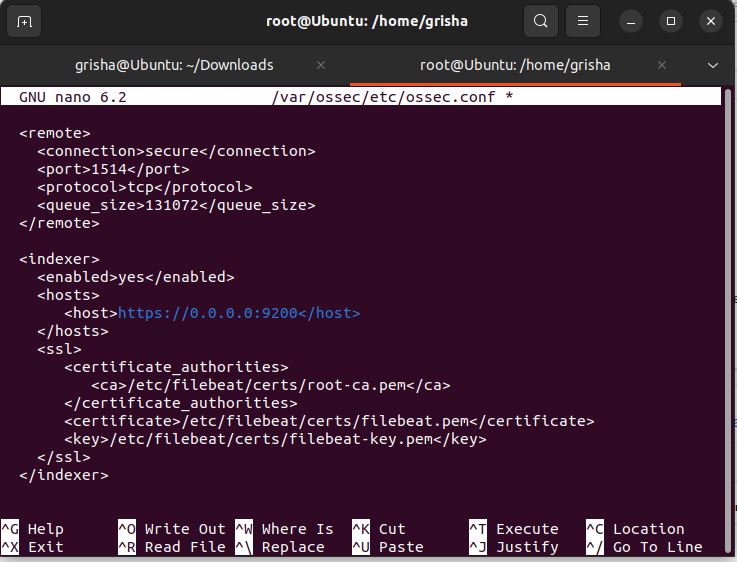 root@Ubuntu: /home/grisha
grisha@Ubuntu: ~/Downloads
root@Ubuntu: /home/grisha
GNU nano 6.2 /var/ossec/etc/ossec.conf *
<remote>
<connection>secure</connection>
<port>1514</port>
<protocol>tcp</protocol>
<queue_size>131072</queue_size>
</remote>
<indexer>
<enabled>yes</enabled>
<hosts>
<host>https://0.0.0.0:9200</host>
</hosts>
<ssl>
<certificate_authorities>
<ca>/etc/filebeat/certs/root-ca.pem</ca>
</certificate_authorities>
<certificate>/etc/filebeat/certs/filebeat.pem</certificate>
<key>/etc/filebeat/certs/filebeat-key.pem</key>
</ssl>
</indexer>
^G Help ^O Write Out ^W Where Is ^K Cut ^T Execute ^C Location
^X Exit ^R Read File ^\ Replace ^U Paste ^J Justify ^/ Go To Line